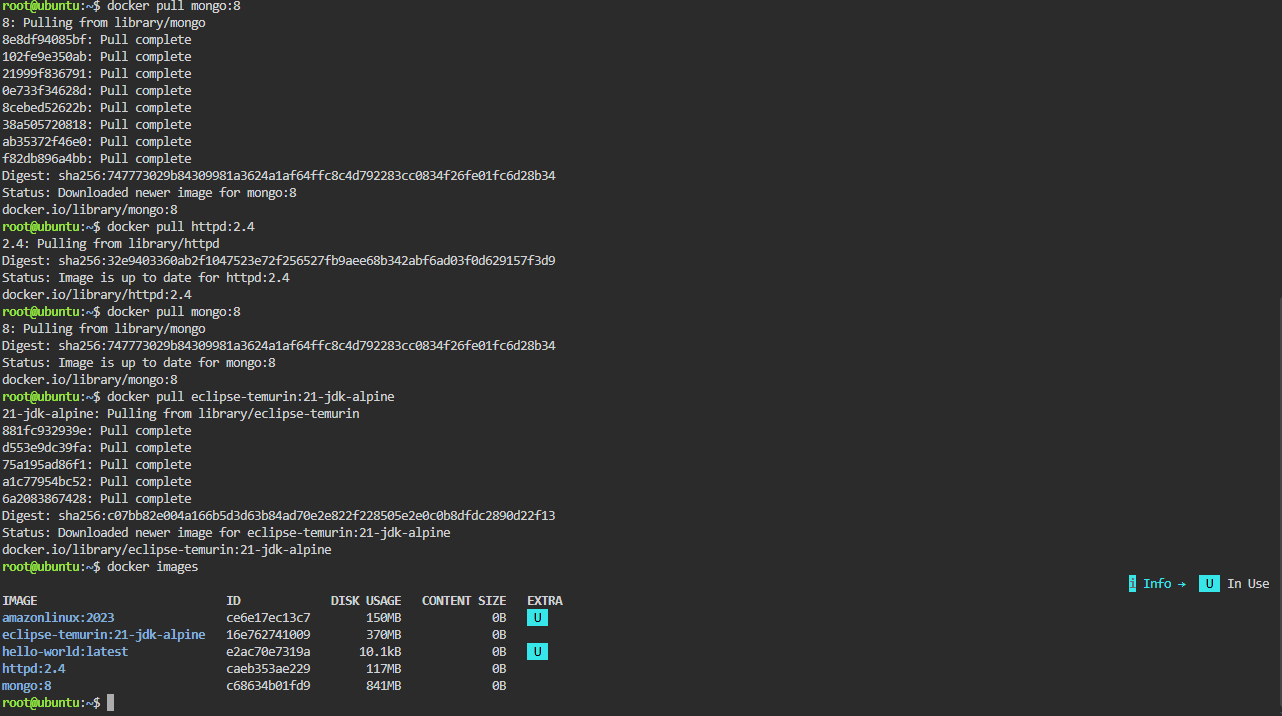 root@ubuntu:~$ docker pull mongo:8
8: Pulling from library/mongo
8e8df94085bf: Pull complete
102fe9e350ab: Pull complete
21999f836791: Pull complete
0e733f34628d: Pull complete
8cebed52622b: Pull complete
38a505720818: Pull complete
ab35372f46e0: Pull complete
f82db896a4bb: Pull complete
Digest: sha256:747773029b84309981a3624a1af64ffc8c4d792283cc0834f26fe01fc6d28b34
Status: Downloaded newer image for mongo:8
docker.io/library/mongo:8
root@ubuntu:~$ docker pull httpd:2.4
2.4: Pulling from library/httpd
Digest: sha256:32e9403360ab2f1047523e72f256527fb9aee68b342abf6ad03f0d629157f3d9
Status: Image is up to date for httpd:2.4
docker.io/library/httpd:2.4
root@ubuntu:~$ docker pull mongo:8
8: Pulling from library/mongo
Digest: sha256:747773029b84309981a3624a1af64ffc8c4d792283cc0834f26fe01fc6d28b34
Status: Image is up to date for mongo:8
docker.io/library/mongo:8
root@ubuntu:~$ docker pull eclipse-temurin:21-jdk-alpine
21-jdk-alpine: Pulling from library/eclipse-temurin
881fc932939e: Pull complete
d553e9dc39fa: Pull complete
75a195ad86f1: Pull complete
a1c77954bc52: Pull complete
6a2083867428: Pull complete
Digest: sha256:c07bb82e004a166b5d3d63b84ad70e2e822f228505e2e0c0b8dfdc2890d22f13
Status: Downloaded newer image for eclipse-temurin:21-jdk-alpine
docker.io/library/eclipse-temurin:21-jdk-alpine
root@ubuntu:~$ docker images
i Info → U In Use
IMAGE ID DISK USAGE CONTENT SIZE EXTRA
amazonlinux:2023 ce6e17ec13c7 150MB 0B U
eclipse-temurin:21-jdk-alpine 16e762741009 370MB 0B
hello-world:latest e2ac70e7319a 10.1kB 0B U
httpd:2.4 caeb353ae229 117MB 0B
mongo:8 c68634b01fd9 841MB 0B
root@ubuntu:~$